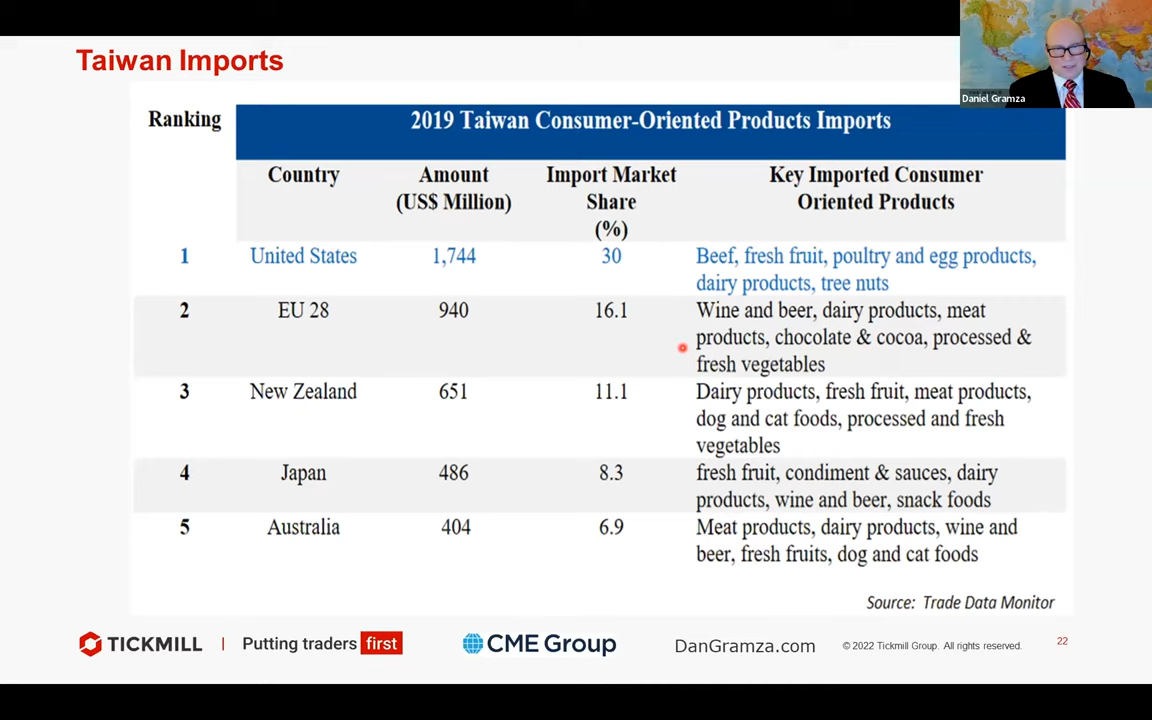 Taiwan Imports
Daniel Gramza
Ranking
2019 Taiwan Consumer-Oriented Products Imports
Country
Amount
(US$ Million)
Import Market
Share
(%)
Key Imported Consumer
Oriented Products
1 United States 1,744 30 Beef, fresh fruit, poultry and egg products,
dairy products, tree nuts
2 EU 28 940 16.1 Wine and beer, dairy products, meat
products, chocolate & cocoa, processed &
fresh vegetables
3 New Zealand 651 11.1 Dairy products, fresh fruit, meat products,
dog and cat foods, processed and fresh
vegetables
4 Japan 486 8.3 fresh fruit, condiment & sauces, dairy
products, wine and beer, snack foods
5 Australia 404 6.9 Meat products, dairy products, wine and
beer, fresh fruits, dog and cat foods
Source: Trade Data Monitor
TICKMILL | Putting traders first
CME Group
DanGramza.com
© 2022 Tickmill Group. All rights reserved.
22